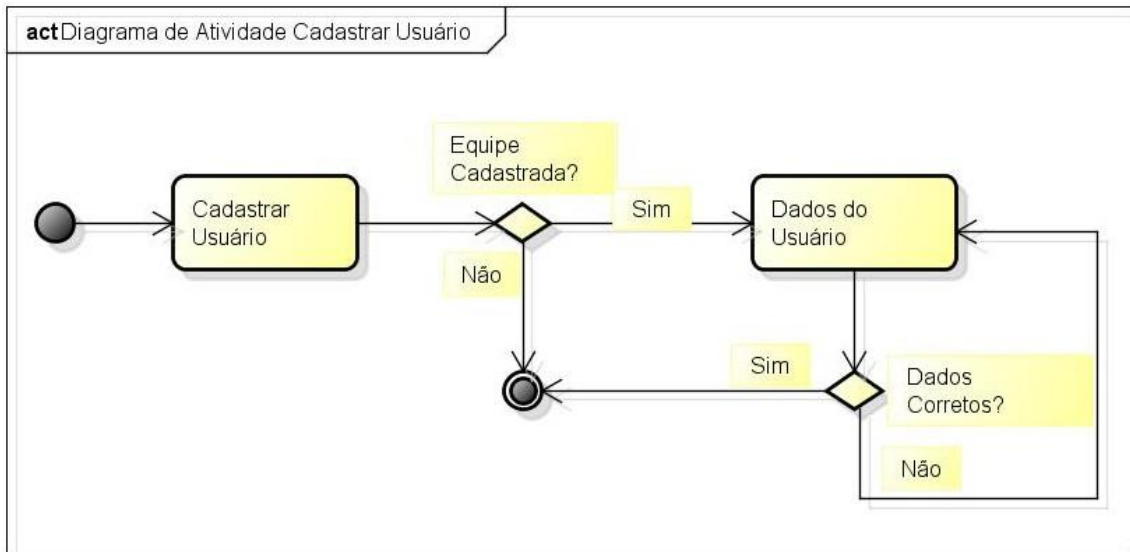 act Diagrama de Atividade Cadastrar Usuário
Equipe
Cadastrada?
Cadastrar
Usuário
Sim
Dados do
Usuário
Não
Sim
Dados
Corretos?
Não